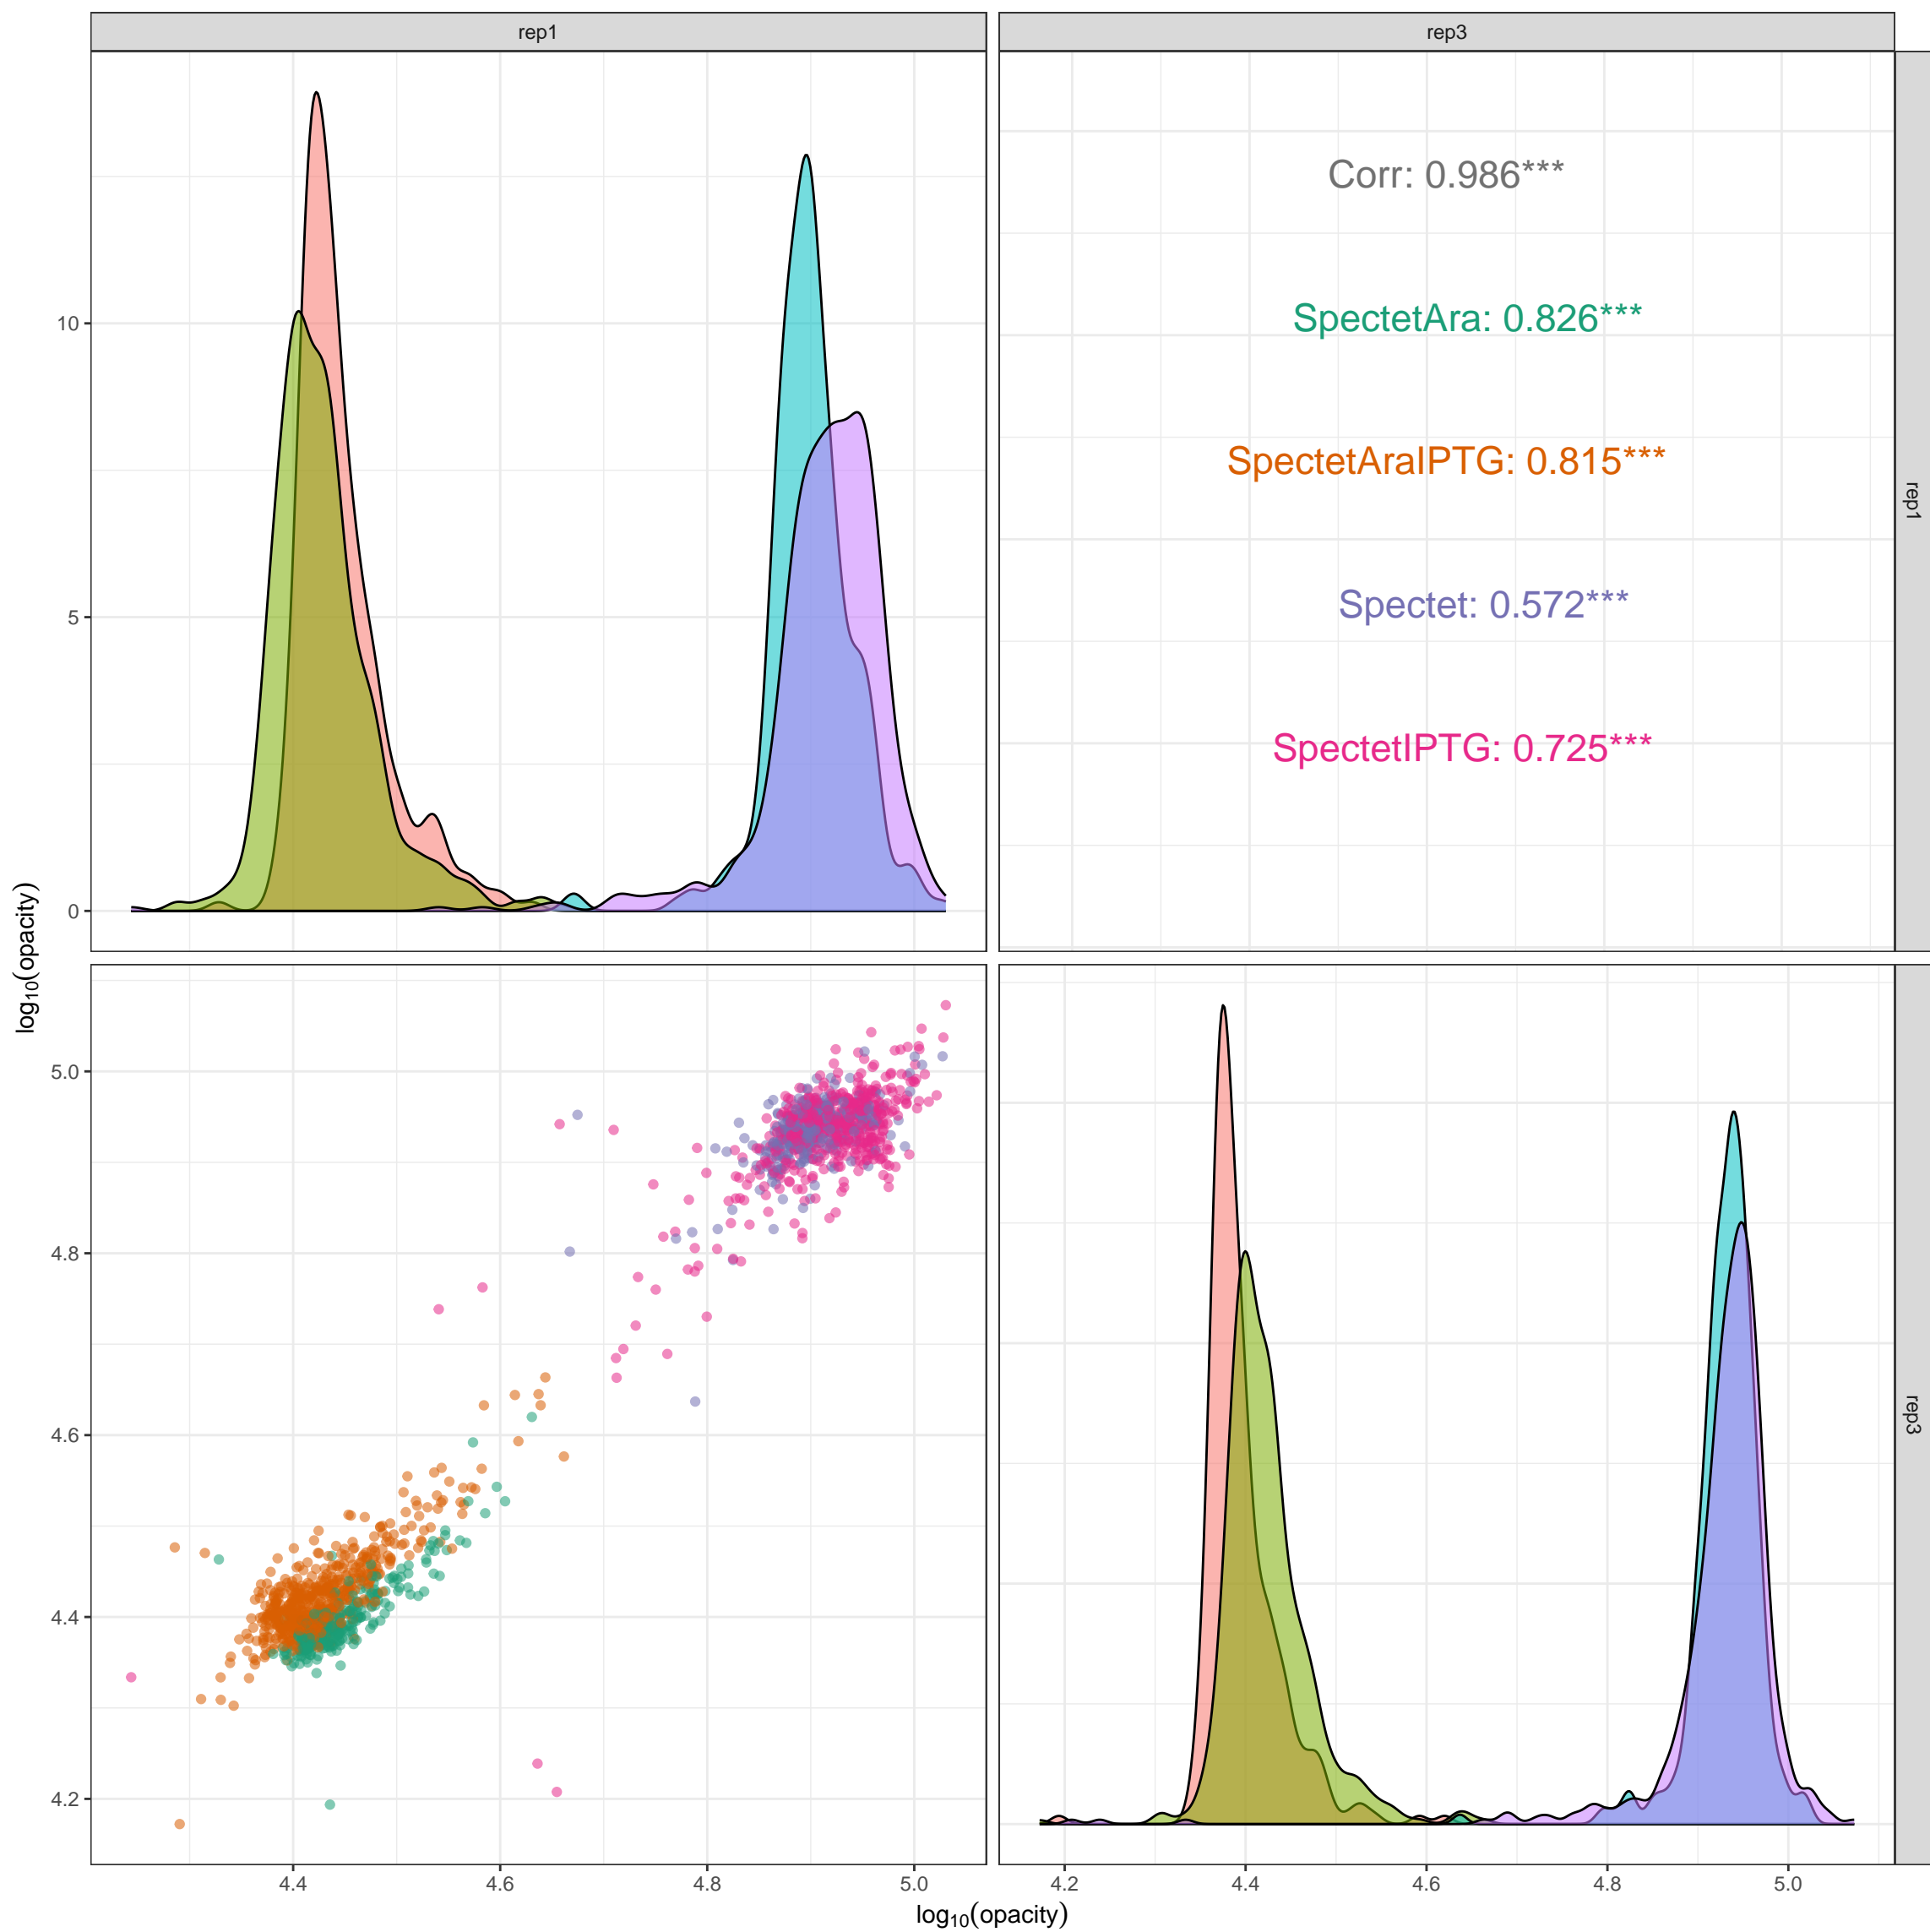 rep1
rep3
10
5
0
Corr: 0.986***
SpectetAra: 0.826***
SpectetAraIPTG: 0.815***
Spectet: 0.572***
SpectetIPTG: 0.725***
rep1
log10(opacity)
5.0
4.8
4.6
4.4
4.2
rep3
4.4
4.6
4.8
5.0
4.2
4.4
4.6
4.8
5.0
log10(opacity)